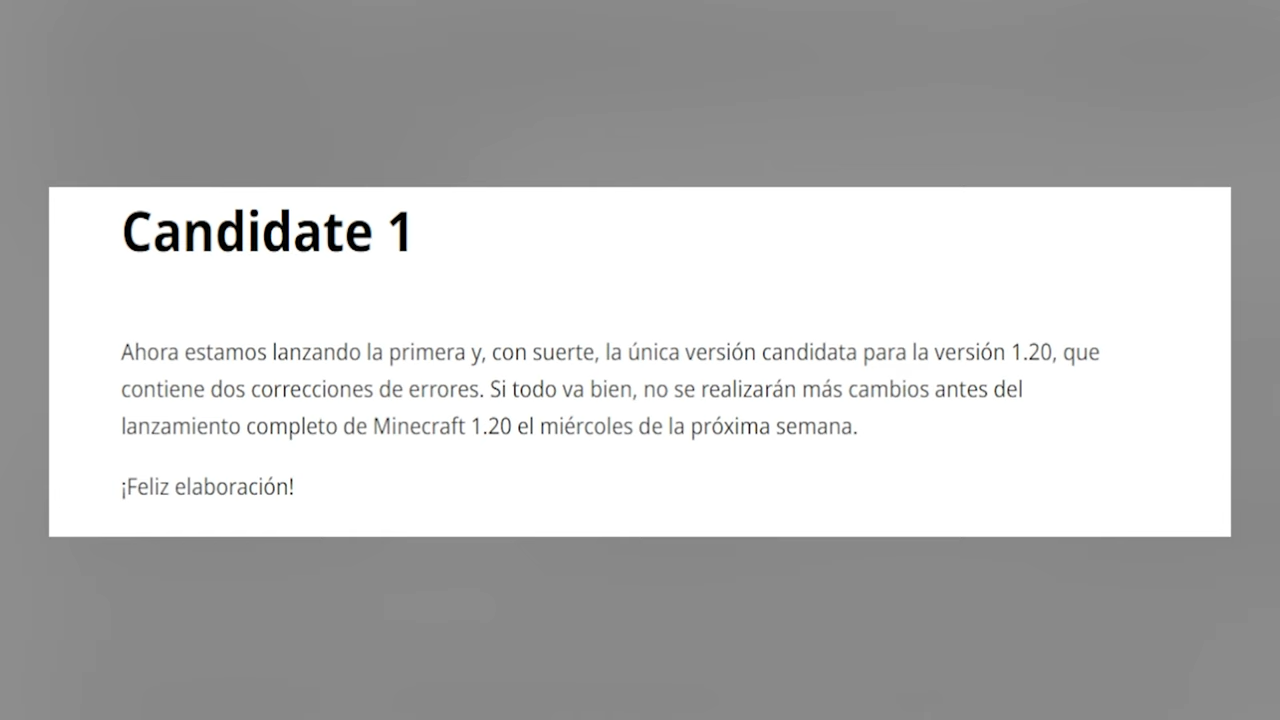 Candidate 1
Ahora estamos lanzando la primera y, con suerte, la única versión candidata para la versión 1.20, que
contiene dos correcciones de errores. Si todo va bien, no se realizarán más cambios antes del
lanzamiento completo de Minecraft 1.20 el miércoles de la próxima semana.
¡Feliz elaboración!